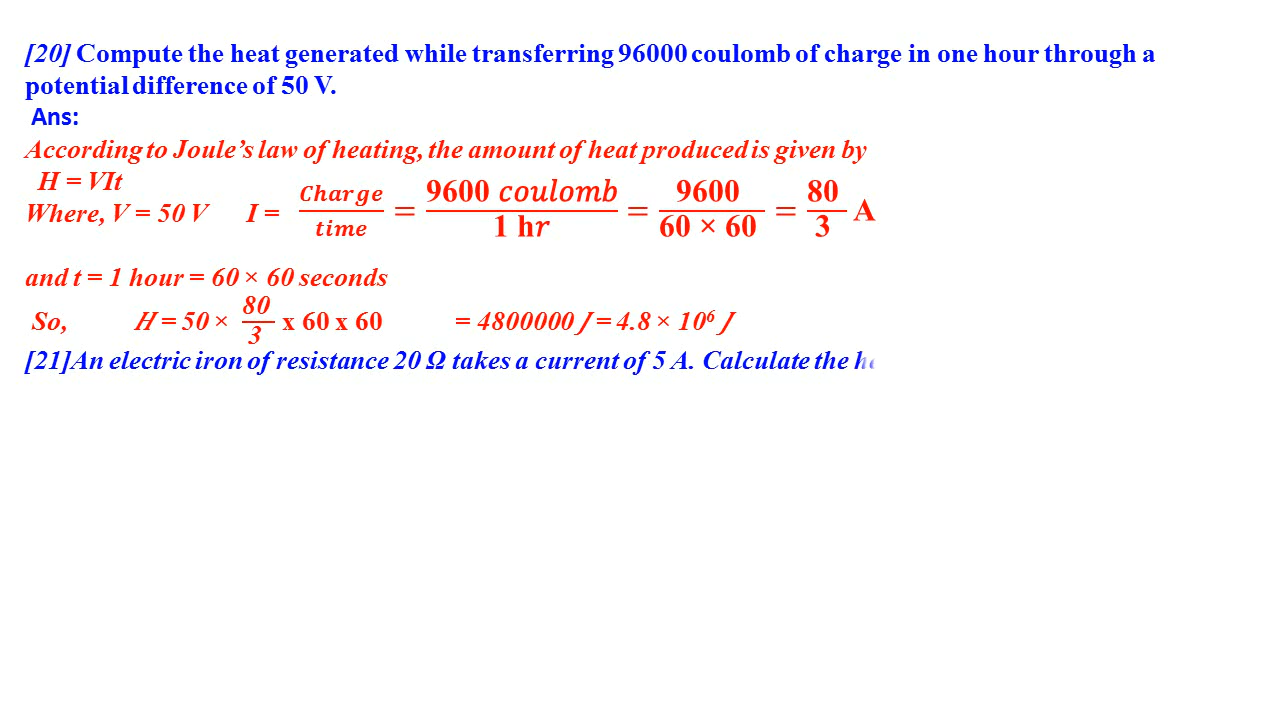 [20] Compute the heat generated while transferring 96000 coulomb of charge in one hour through a
potential difference of 50 V.
Ans:
According to Joule’s law of heating, the amount of heat produced is given by
H = VIt
Where, V = 50 V I = Charge/time = 9600 coulomb/1 hr = 9600/60 × 60 = 80/3 A
and t = 1 hour = 60 × 60 seconds
So, H = 50 × 80/3 x 60 x 60 = 4800000 J = 4.8 × 10⁶ J
[21]An electric iron of resistance 20 Ω takes a current of 5 A. Calculate the